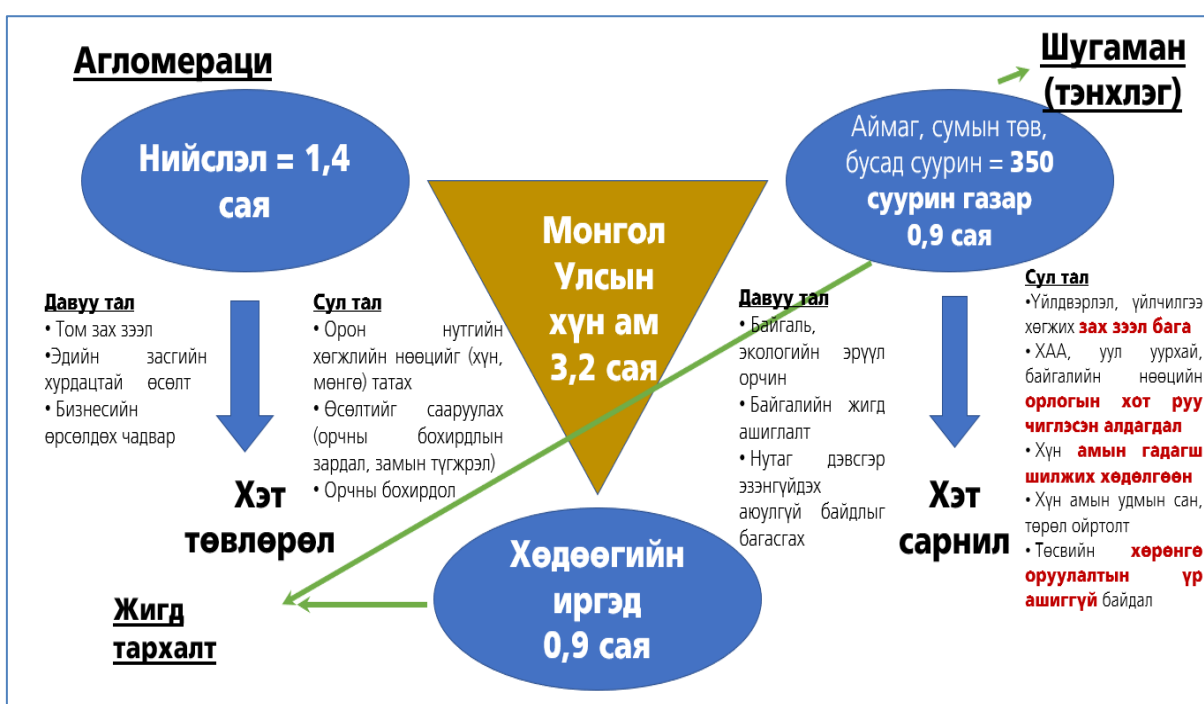 Агломераци
Нийслэл = 1,4
сая
Давуу тал
• Том зах зээл
•Эдийн засгийн
хурдацтай өсөлт
• Бизнесийн
өрсөлдөх чадвар
Сул тал
• Орон нутгийн
хөгжлийн нөөцийг (хүн,
мөнгө) татах
• Өсөлтийг сааруулах
(орчны бохирдлын
зардал, замын түгжрэл)
• Орчны бохирдол
Хэт
төвлөрөл
Жигд
тархалт
Монгол
Улсын
хүн ам
3,2 сая
Хөдөөгийн
иргэд
0,9 сая
Шугаман
(тэнхлэг)
Аймаг, сумын төв,
бусад суурин = 350
суурин газар
0,9 сая
Давуу тал
• Байгаль,
экологийн эрүүл
орчин
• Байгалийн жигд
ашиглалт
• Нутаг дэвсгэр
эзэнгүйдэх
аюулгүй байдлыг
багасгах
Хэт
сарнил
Сул тал
•Үйлдвэрлэл, үйлчилгээ
хөгжих зах зээл бага
• ХАА, уул уурхай,
байгалийн нөөцийн
орлогын хот руу
чиглэсэн алдагдал
• Хүн амын гадагш
шилжих хөдөлгөөн
• Хүн амын удмын сан,
төрөл ойртолт
• Төсвийн хөрөнгө
оруулалтын үр
ашиггүй байдал